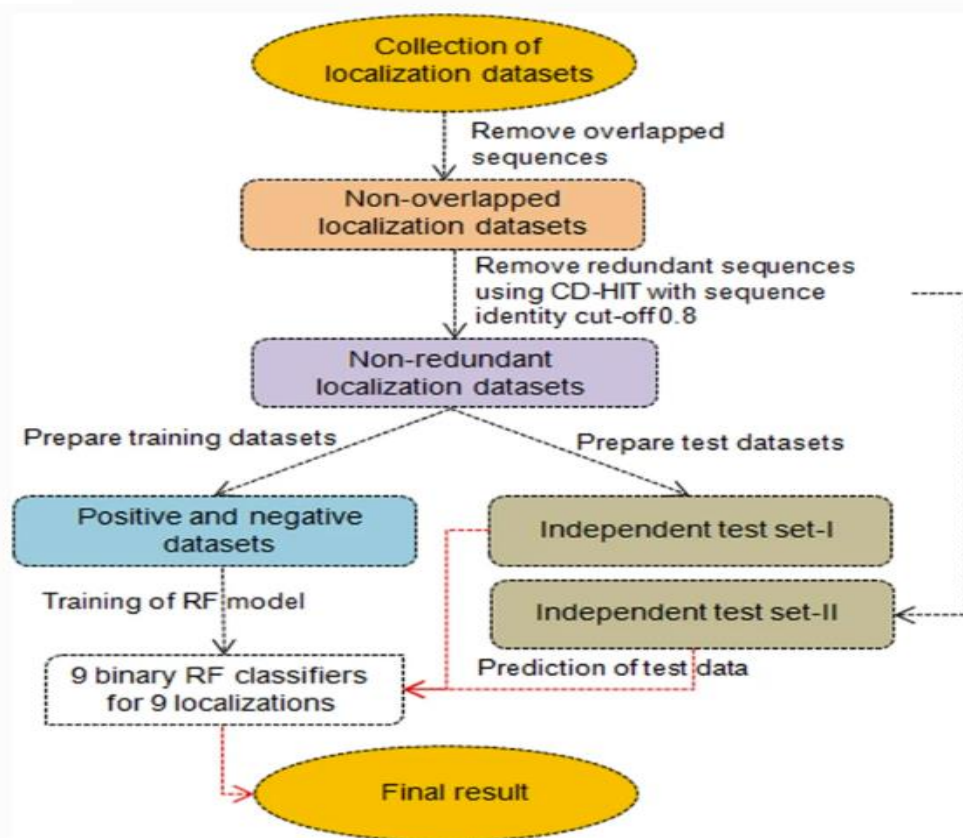 Collection of
localization datasets
Remove overlapped
sequences
Non-overlapped
localization datasets
Remove redundant sequences
using CD-HIT with sequence
identity cut-off 0.8
Non-redundant
localization datasets
Prepare training datasets
Prepare test datasets
Positive and negative
datasets
Independent test set-I
Training of RF model
Independent test set-II
Prediction of test data
9 binary RF classifiers
for 9 localizations
Final result